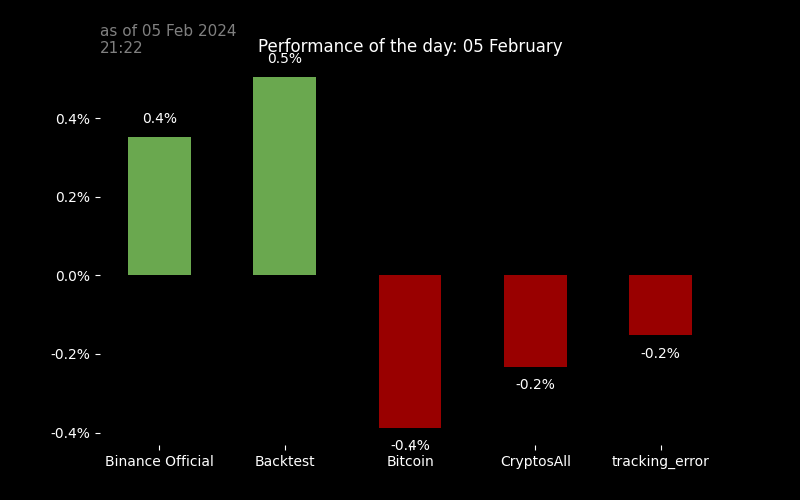 as of 05 Feb 2024
21:22
Performance of the day: 05 February
0.5%
0.4%
0.4%
0.2%
0.0%
-0.2%
-0.2%
-0.2%
-0.4%
-0.4%
Binance Official
Backtest
Bitcoin
CryptosAll
tracking_error